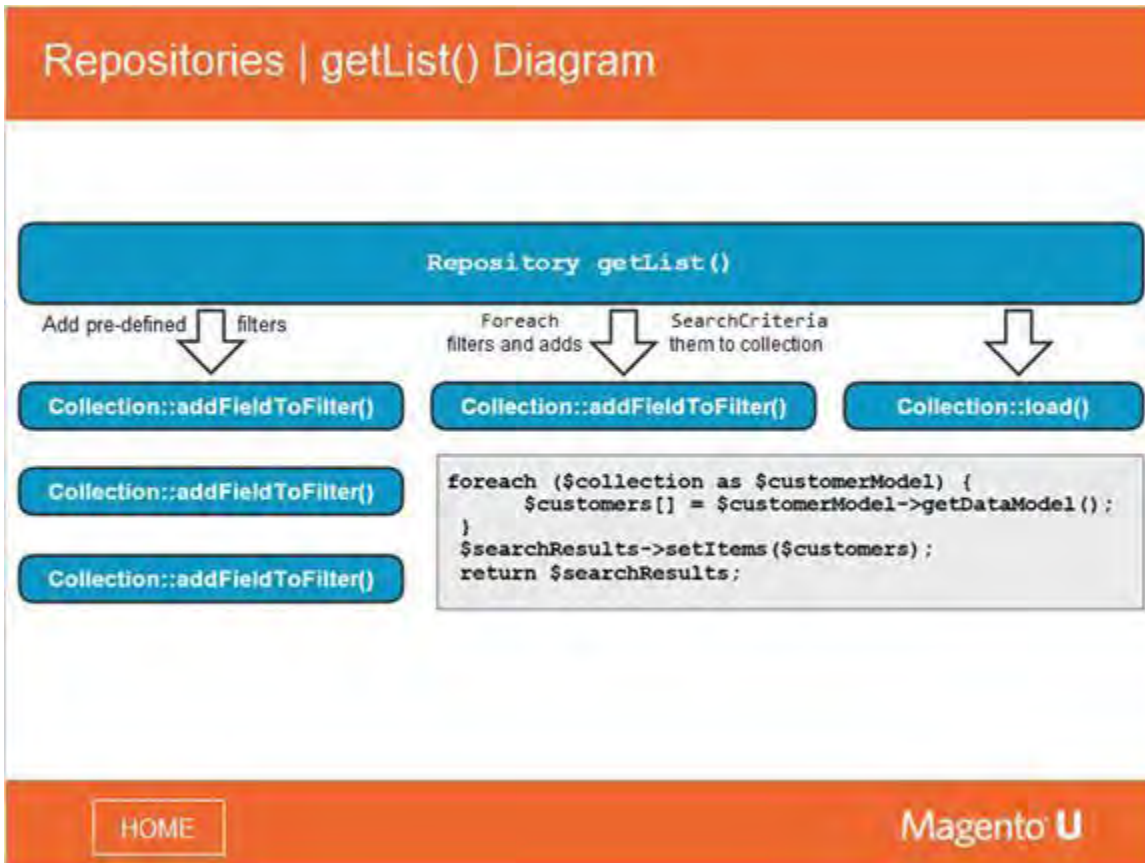 Repositories | getList() Diagram
Repository getList()
Add pre-defined filters
Foreach SearchCriteria
filters and adds them to collection
Collection::addFieldToFilter()
Collection::addFieldToFilter()
Collection::load()
Collection::addFieldToFilter()
Collection::addFieldToFilter()
foreach ($collection as $customerModel) {
$customers[] = $customerModel->getDataModel();
}
$searchResults->setItems($customers);
return $searchResults;
HOME
Magento U